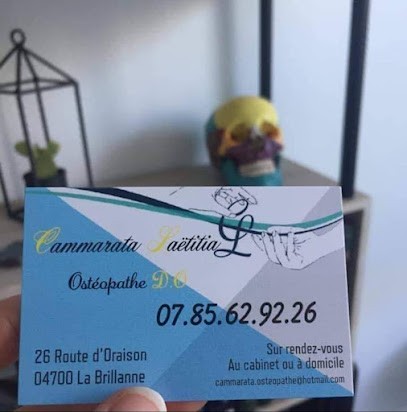 Cammarata Laëtitia L
Ostéopathe D.O
07.85.62.92.26
26 Route d'Oraison
04700 La Brillanne
Sur rendez-vous
Au cabinet ou à domicile
cammarata.osteopathe@hotmail.com